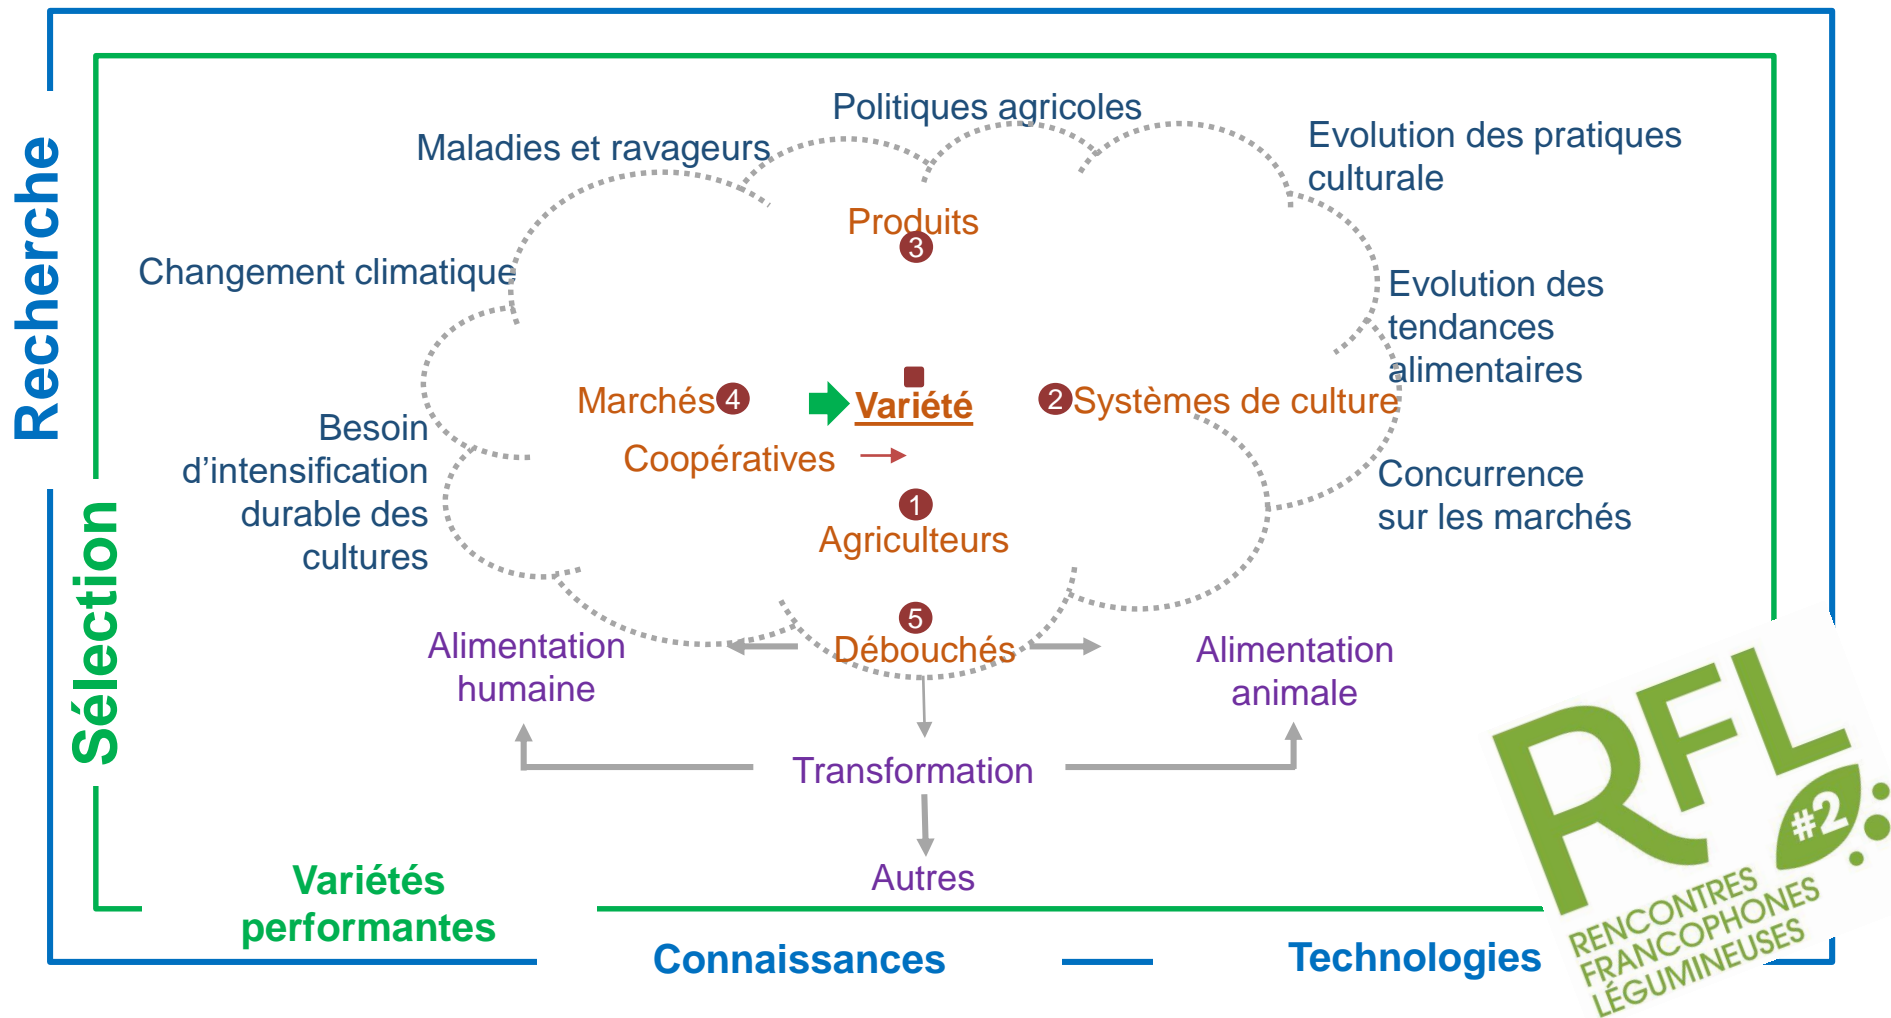 Recherche
Sélection
Politiques agricoles
Maladies et ravageurs
Evolution des pratiques
culturale
Produits
3
Changement climatique
Evolution des
tendances
alimentaires
Marchés 4
Variété
2 Systèmes de culture
Besoin
d’intensification
durable des
cultures
Coopératives
Concurrence
sur les marchés
1
Agriculteurs
5
Débouchés
Alimentation
humaine
Alimentation
animale
Transformation
Autres
Variétés
performantes
Connaissances
Technologies
RFL
#2
RENCONTRES
FRANCOPHONES
LÉGUMINEUSES